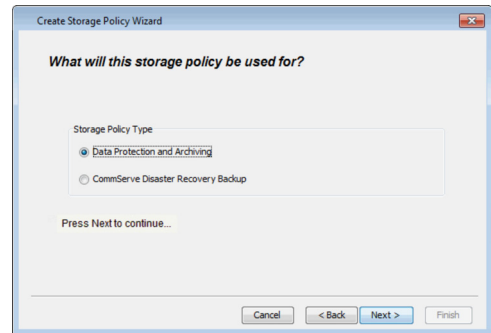 Create Storage Policy Wizard
What will this storage policy be used for?
Storage Policy Type
Data Protection and Archiving
CommServe Disaster Recovery Backup
Press Next to continue...
Cancel
< Back
Next >
Finish